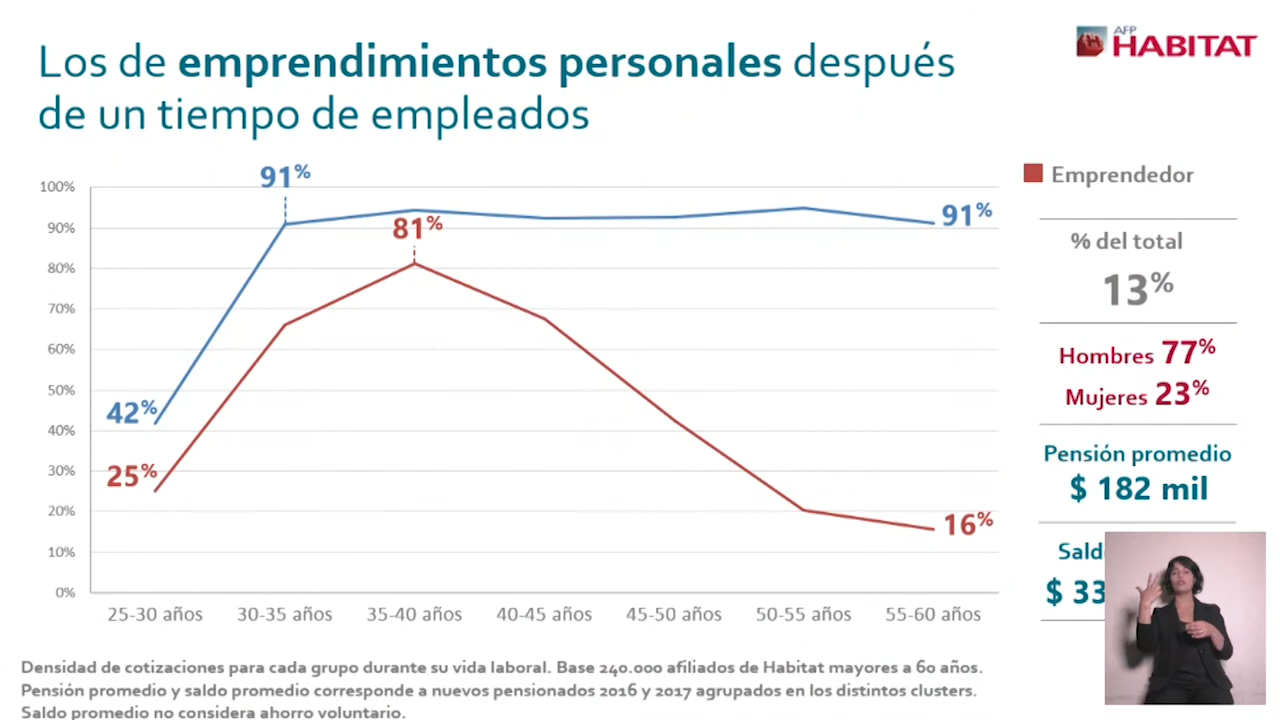 AFP
HABITAT
Los de emprendimientos personales después
de un tiempo de empleados
100%
90%
80%
70%
60%
50%
40%
30%
20%
10%
0%
91%
81%
91%
42%
25%
16%
25-30 años
30-35 años
35-40 años
40-45 años
45-50 años
50-55 años
55-60 años
Emprendedor
% del total
13%
Hombres 77%
Mujeres 23%
Pensión promedio
$ 182 mil
$ 33
Densidad de cotizaciones para cada grupo durante su vida laboral. Base 240.000 afiliados de Habitat mayores a 60 años.
Pensión promedio y saldo promedio corresponde a nuevos pensionados 2016 y 2017 agrupados en los distintos clusters.
Saldo promedio no considera ahorro voluntario.